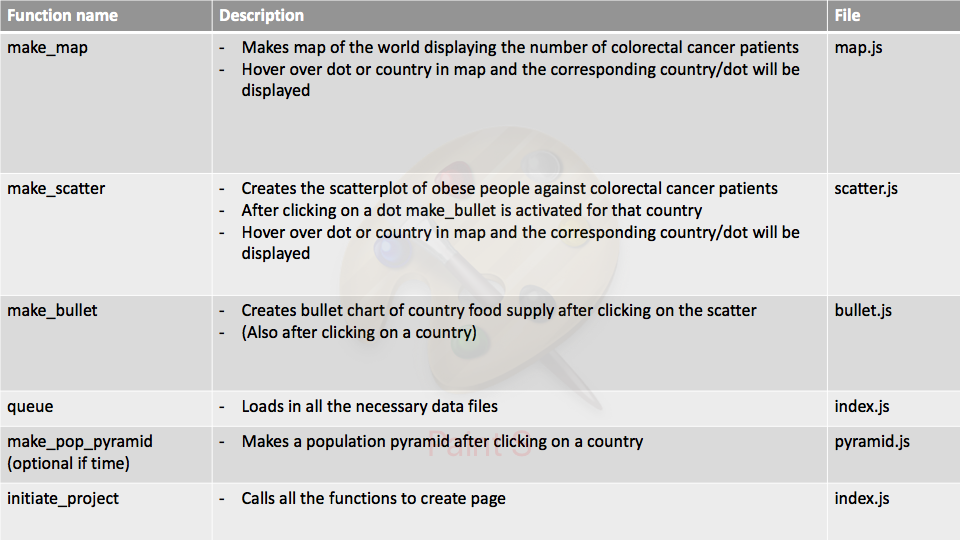 Function name Description File
make_map - Makes map of the world displaying the number of colorectal cancer patients map.js
- Hover over dot or country in map and the corresponding country/dot will be
displayed
make_scatter - Creates the scatterplot of obese people against colorectal cancer patients scatter.js
- After clicking on a dot make_bullet is activated for that country
- Hover over dot or country in map and the corresponding country/dot will be
displayed
make_bullet - Creates bullet chart of country food supply after clicking on the scatter bullet.js
- (Also after clicking on a country)
queue - Loads in all the necessary data files index.js
make_pop_pyramid - Makes a population pyramid after clicking on a country pyramid.js
(optional if time)
Paint S
initiate_project - Calls all the functions to create page index.js